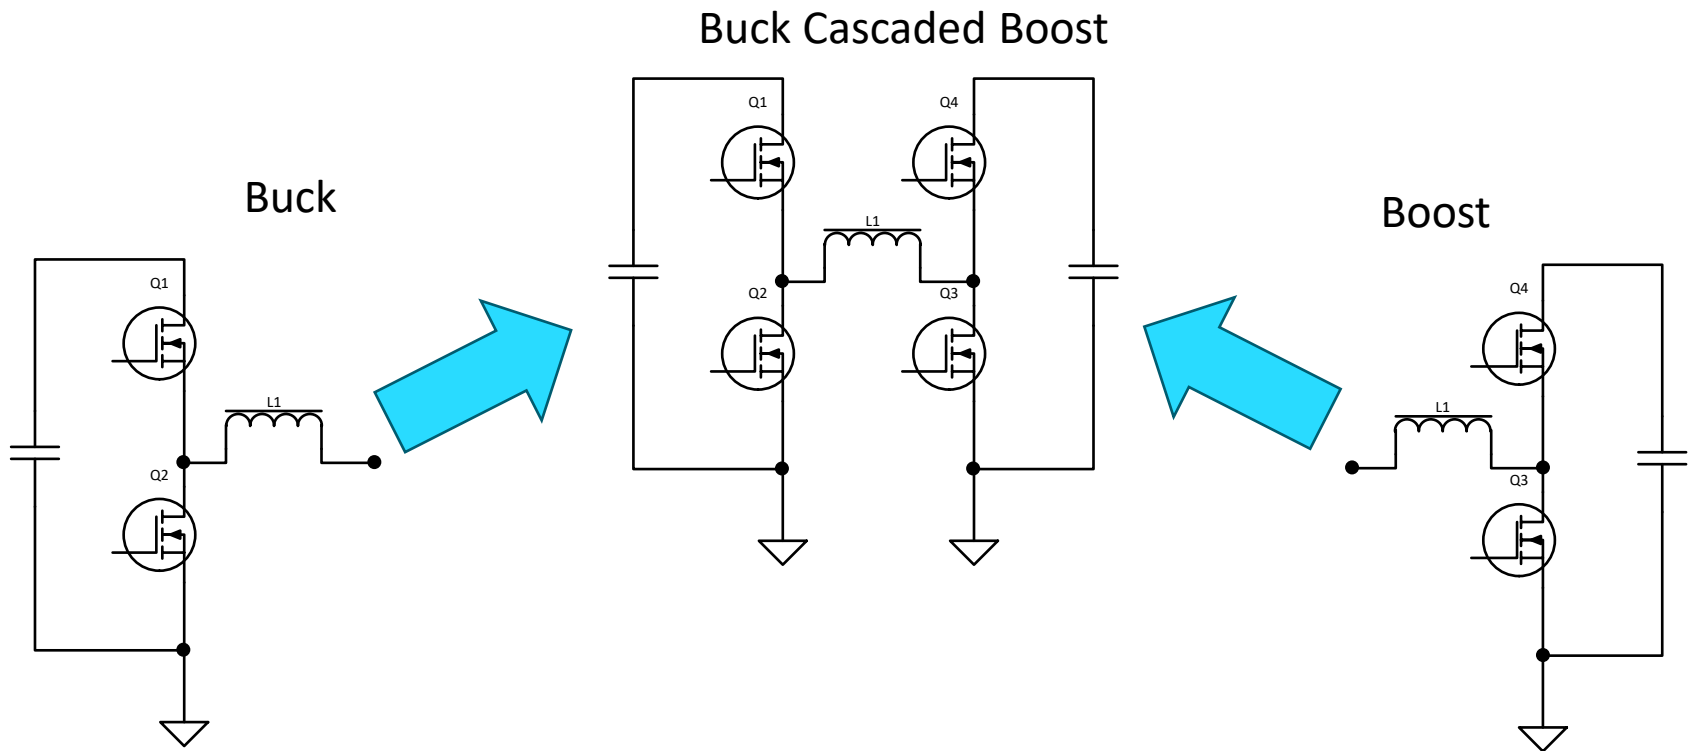 Buck Cascaded Boost
Q1
Q4
L1
Q2
Q3
Buck
Q1
L1
Q2
Boost
Q4
L1
Q3